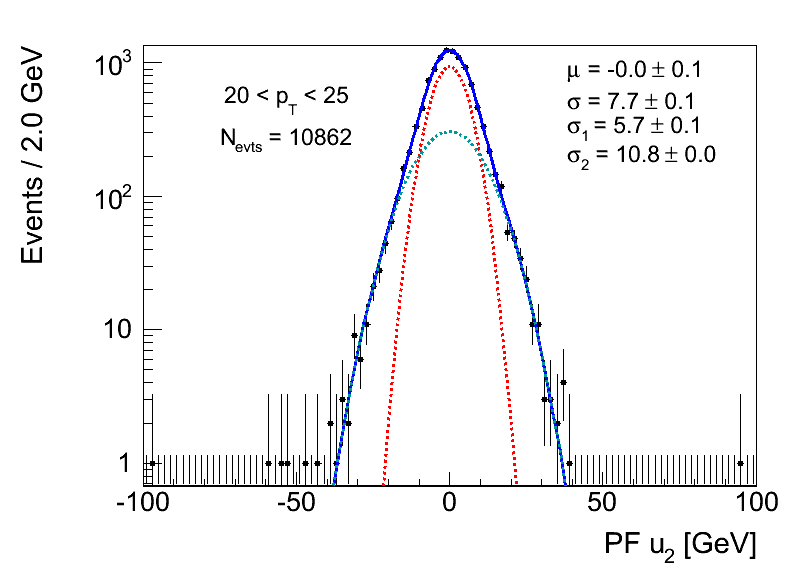 Events / 2.0 GeV
10³
10²
10
1
20 < p_T < 25
N_evts = 10862
μ = -0.0 ± 0.1
σ = 7.7 ± 0.1
σ₁ = 5.7 ± 0.1
σ₂ = 10.8 ± 0.0
-100 -50 0 50 100
PF u₂ [GeV]